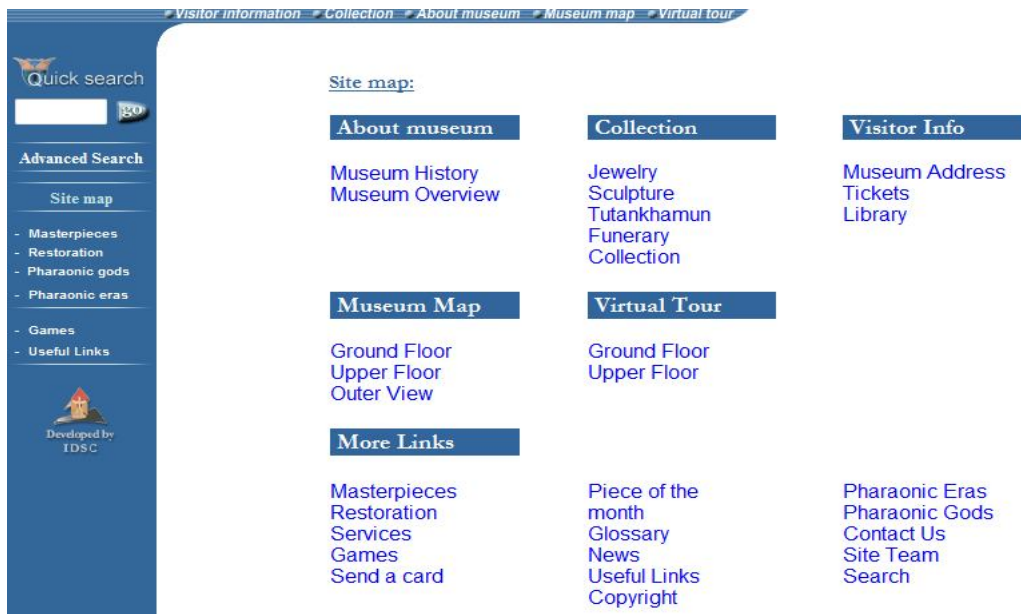 Visitor information Collection About museum Museum map Virtual tour
Quick search
go
Advanced Search
Site map
- Masterpieces
- Restoration
- Pharaonic gods
- Pharaonic eras
- Games
- Useful Links
Developed by
IDSC
Site map:
About museum
Museum History
Museum Overview
Collection
Jewelry
Sculpture
Tutankhamun
Funerary
Collection
Visitor Info
Museum Address
Tickets
Library
Museum Map
Ground Floor
Upper Floor
Outer View
Virtual Tour
Ground Floor
Upper Floor
More Links
Masterpieces
Restoration
Services
Games
Send a card
Piece of the
month
Glossary
News
Useful Links
Copyright
Pharaonic Eras
Pharaonic Gods
Contact Us
Site Team
Search